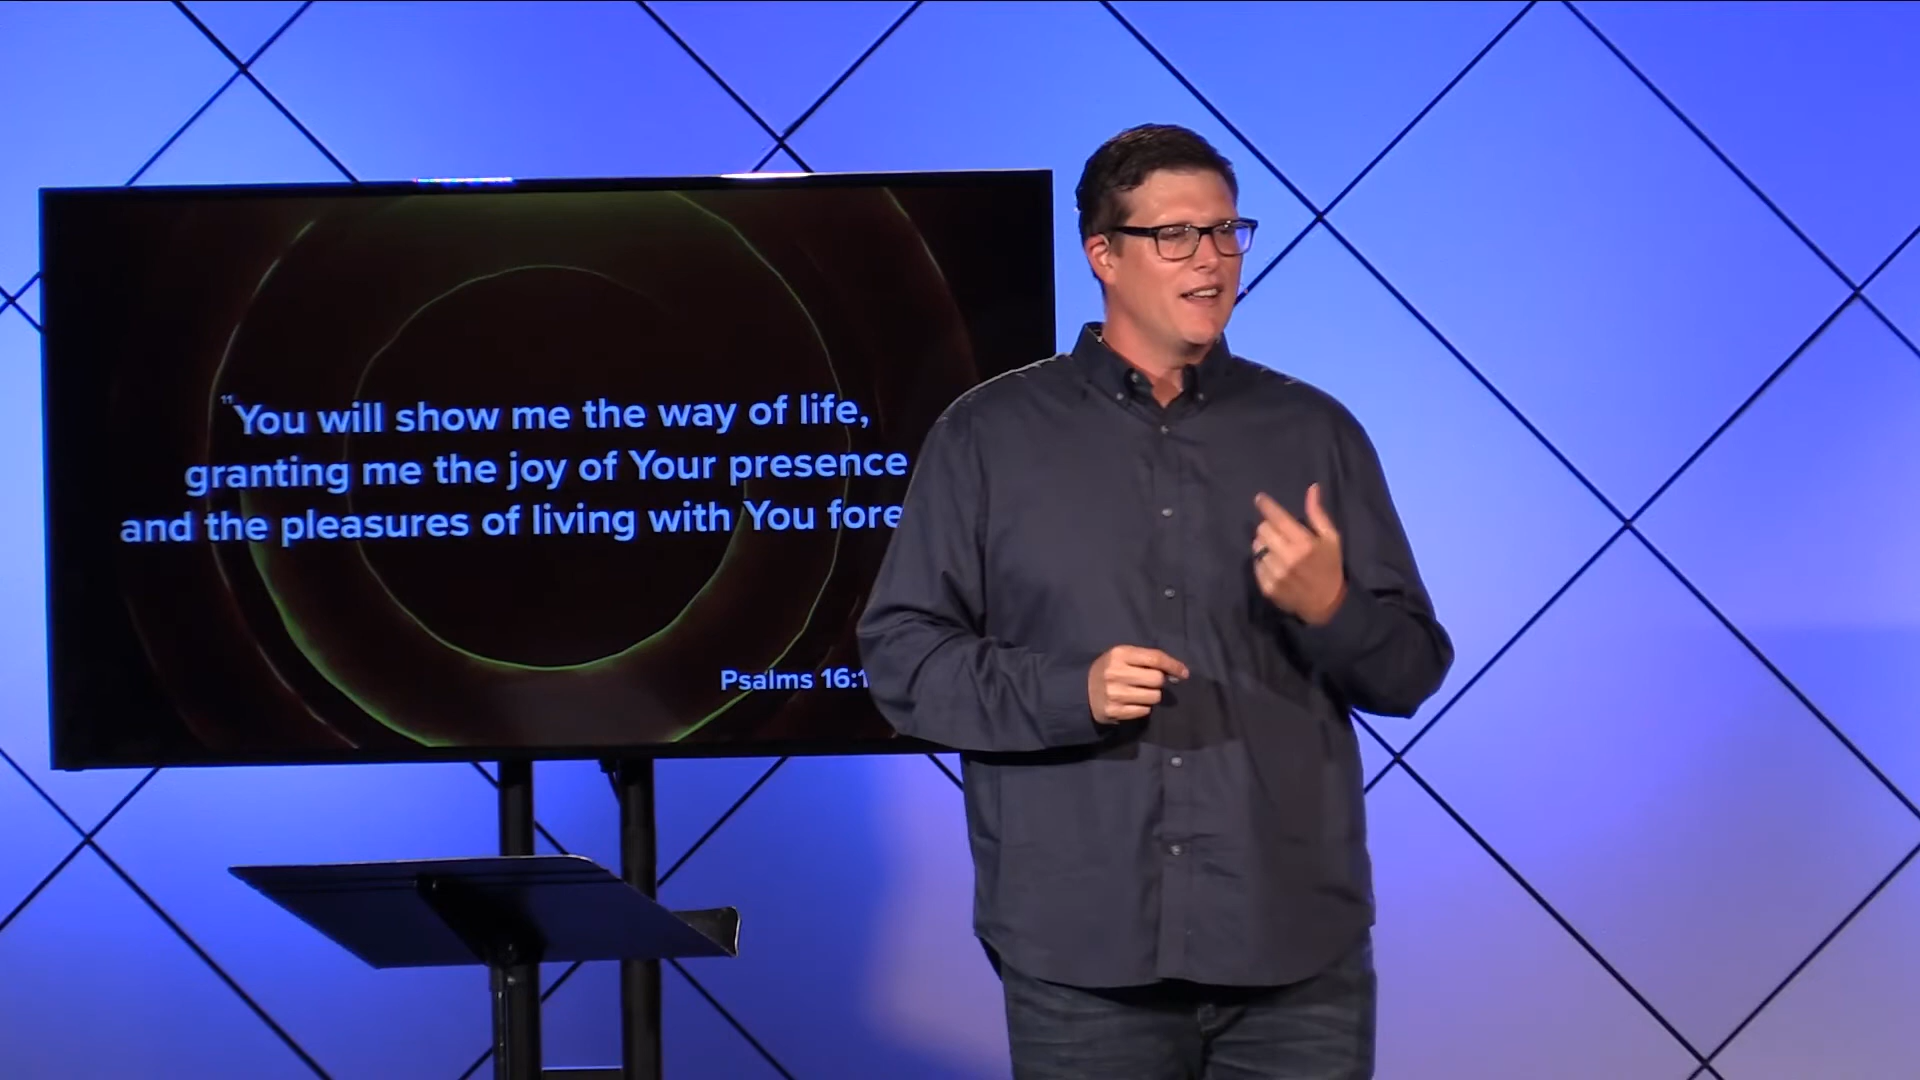 ¹¹You will show me the way of life,
granting me the joy of Your presence
and the pleasures of living with You fore
Psalms 16:1